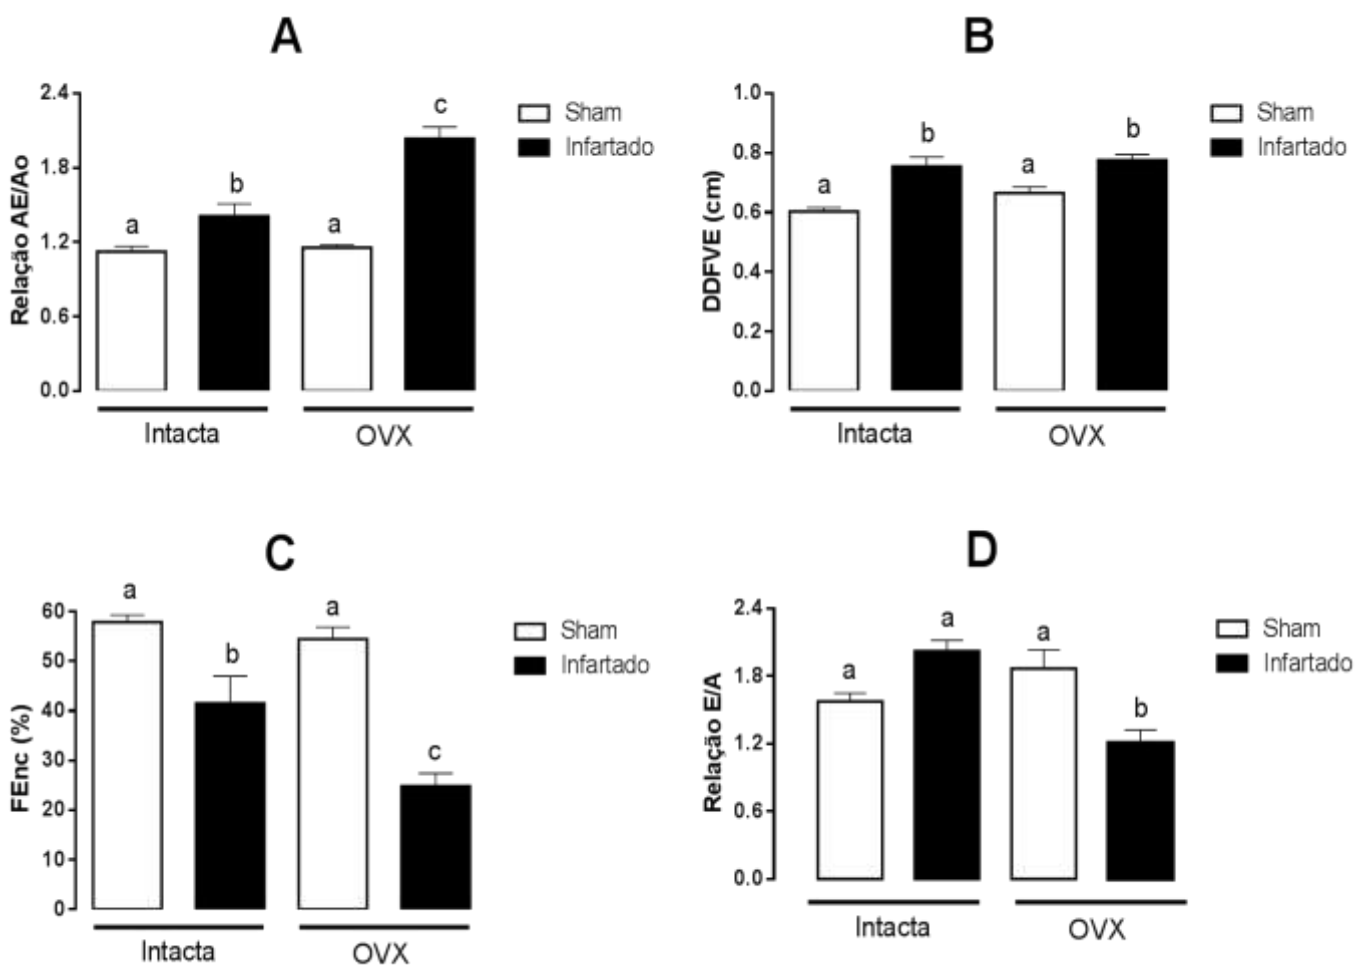 A
Relação AE/Ao
2.4
1.8
1.2
0.6
0.0
a
b
a
c
Sham
Infartado
Intacta
OVX
B
DDFVE (cm)
1.0
0.8
0.6
0.4
0.2
0.0
a
b
a
b
Sham
Infartado
Intacta
OVX
C
FEnc (%)
60
50
40
30
20
10
0
a
b
a
c
Sham
Infartado
Intacta
OVX
D
Relação E/A
2.4
1.8
1.2
0.6
0.0
a
a
a
b
Sham
Infartado
Intacta
OVX